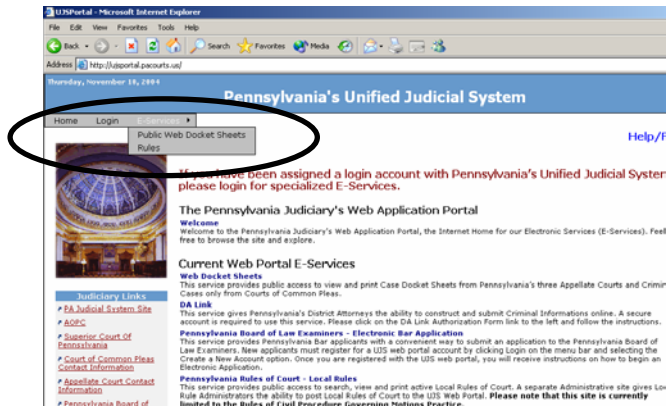 UJSPortal - Microsoft Internet Explorer
File Edit View Favorites Tools Help
Back Search Favorites Media
Address http://ujsportal.pacourts.us/
Thursday, November 18, 2004
Pennsylvania's Unified Judicial System
Home Login E-Services
Public Web Docket Sheets
Rules
Help/F
If you have been assigned a login account with Pennsylvania's Unified Judicial System
please login for specialized E-Services.
The Pennsylvania Judiciary's Web Application Portal
Welcome
Welcome to the Pennsylvania Judiciary's Web Application Portal, the Internet Home for our Electronic Services (E-Services). Feel
free to browse the site and explore.
Current Web Portal E-Services
Web Docket Sheets
This service provides public access to view and print Case Docket Sheets from Pennsylvania's three Appellate Courts and Crimin
Cases only from Courts of Common Pleas.
DA Link
This service gives Pennsylvania's District Attorneys the ability to construct and submit Criminal Informations online. A secure
account is required to use this service. Please click on the DA Link Authorization Form link to the left and follow the instructions.
Pennsylvania Board of Law Examiners - Electronic Bar Application
This service provides Pennsylvania Bar applicants with a convenient way to submit an application to the Pennsylvania Board of
Law Examiners. New applicants must register for a UJS web portal account by clicking Login on the menu bar and selecting the
Create a New Account option. Once you are registered with the UJS web portal, you will receive instructions on how to begin an
Electronic Application.
Pennsylvania Rules of Court - Local Rules
This service provides public access to search, view and print active Local Rules of Court. A separate Administrative site gives Loc
Rule Administrators the ability to post Local Rules of Court to the UJS Web Portal. Please note that this site is currently
limited to the Rules of Civil Procedure Governing Motions Practice.
Judiciary Links
PA Judicial System Site
AOPC
Superior Court Of
Pennsylvania
Court of Common Pleas
Contact Information
Appellate Court Contact
Information
Pennsylvania Board of